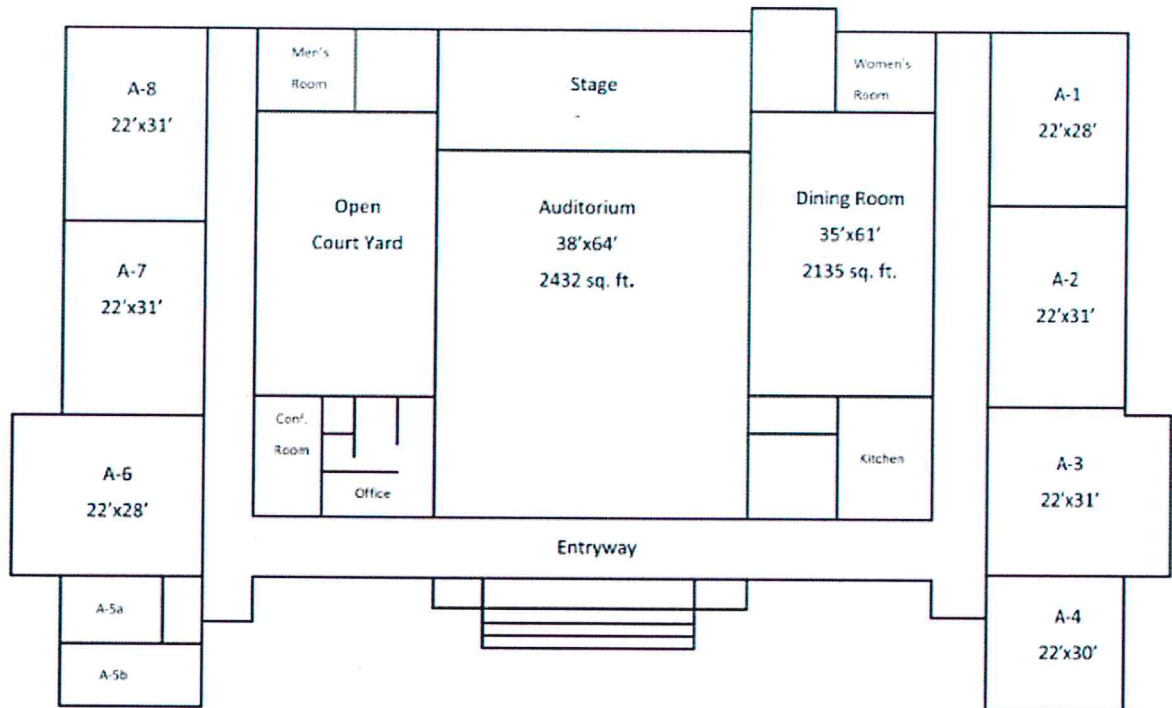 Men's
Room
Stage
Women's
Room
A-8
22'x31'
A-1
22'x28'
Open
Court Yard
Auditorium
38'x64'
2432 sq. ft.
Dining Room
35'x61'
2135 sq. ft.
A-7
22'x31'
A-2
22'x31'
Conf.
Room
Office
Kitchen
A-6
22'x28'
A-3
22'x31'
Entryway
A-5a
A-5b
A-4
22'x30'